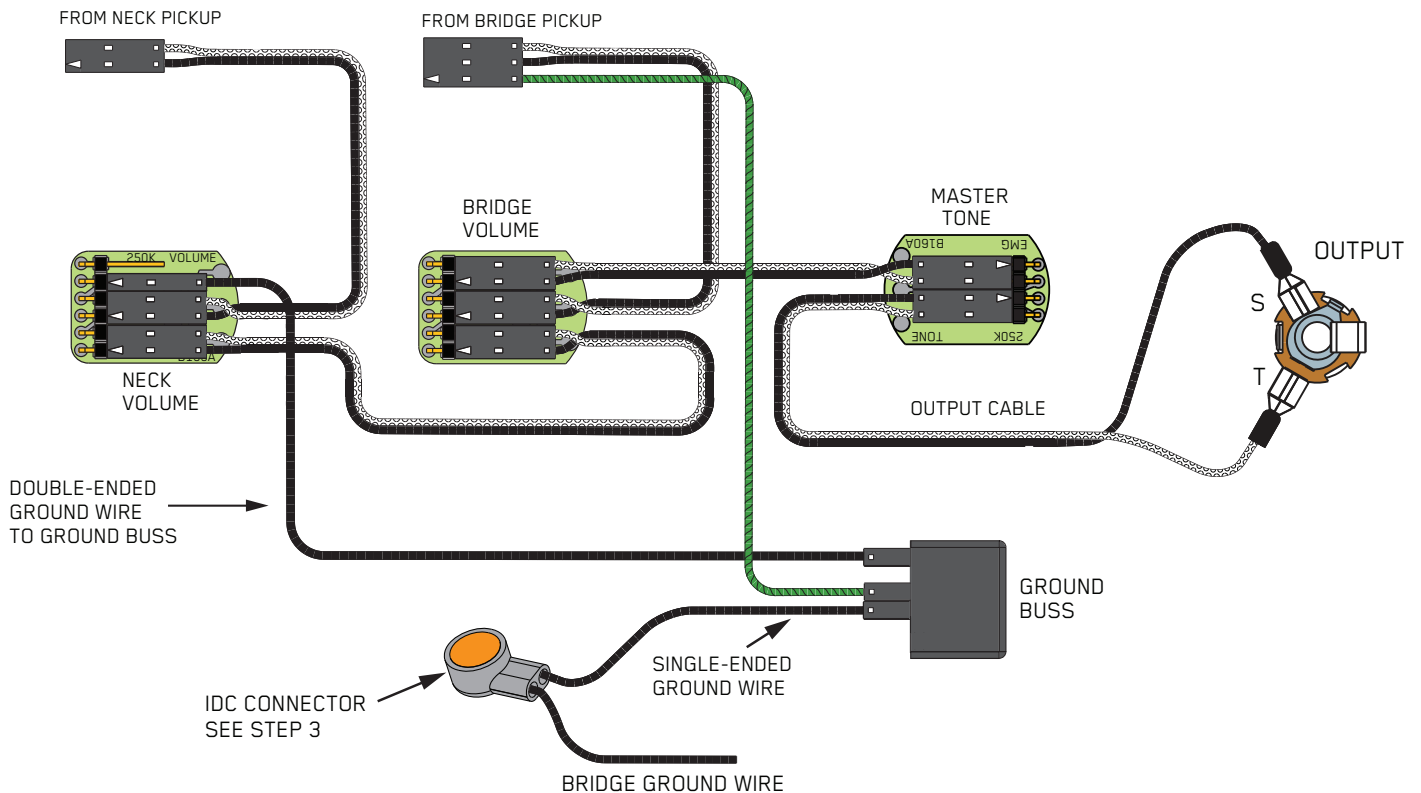 FROM NECK PICKUP
FROM BRIDGE PICKUP
MASTER
TONE
BRIDGE
VOLUME
250K VOLUME
B160A
EMG
TONE
250K
OUTPUT
S
T
NECK
VOLUME
OUTPUT CABLE
DOUBLE-ENDED
GROUND WIRE
TO GROUND BUSS
GROUND
BUSS
SINGLE-ENDED
GROUND WIRE
IDC CONNECTOR
SEE STEP 3
BRIDGE GROUND WIRE